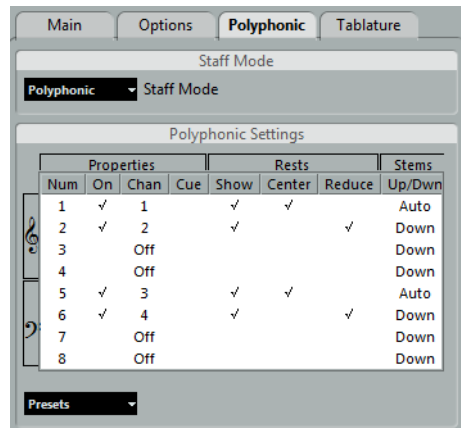 Main Options Polyphonic Tablature
Staff Mode
Polyphonic Staff Mode
Polyphonic Settings
Properties Rests Stems
Num On Chan Cue Show Center Reduce Up/Dwn
1 √ 1 √ √ Auto
2 √ 2 √ √ Down
3 Off Down
4 Off Down
5 √ 3 √ √ Auto
6 √ 4 √ √ Down
7 Off Down
8 Off Down
Presets